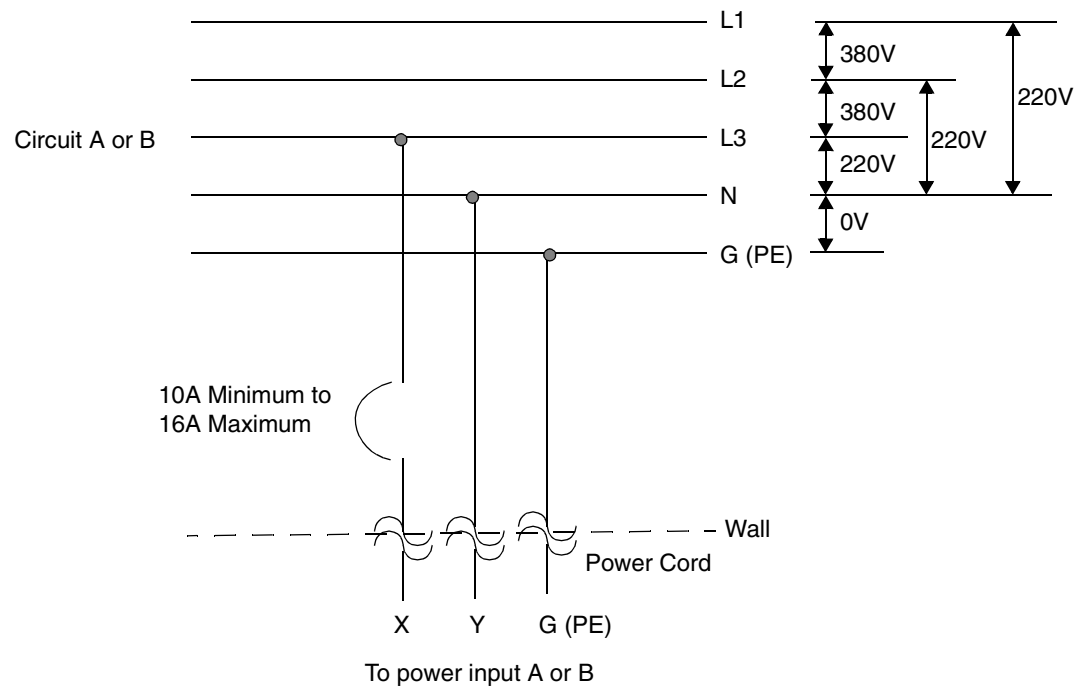 L1
380V
L2
220V
380V
Circuit A or B
L3
220V
220V
N
0V
G (PE)
10A Minimum to
16A Maximum
Wall
Power Cord
X
Y
G (PE)
To power input A or B